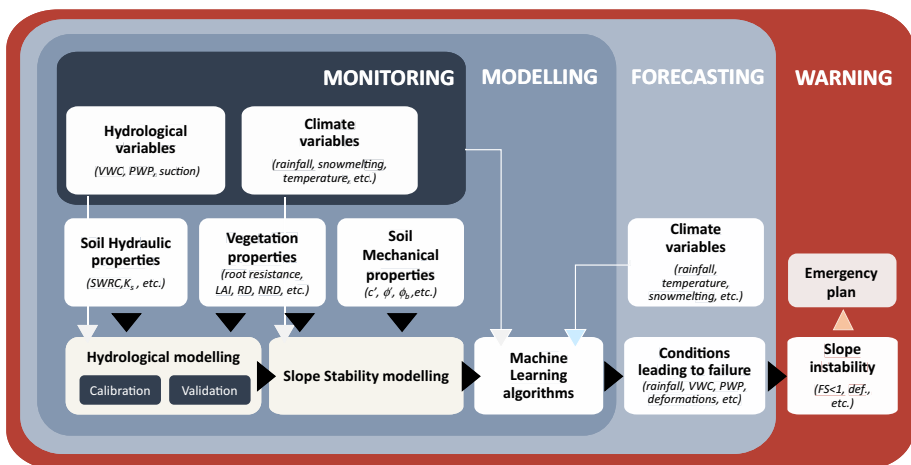 MONITORING
MODELLING
FORECASTING
WARNING
Hydrological
variables
(VWC, PWP, suction)
Climate
variables
(rainfall, snowmelting,
temperature, etc.)
Soil Hydraulic
properties
(SWRC,Ks , etc.)
Vegetation
properties
(root resistance,
LAI, RD, NRD, etc.)
Soil
Mechanical
properties
(c’, ϕ’, ϕb,etc.)
Climate
variables
(rainfall,
temperature,
snowmelting, etc.)
Emergency
plan
Hydrological modelling
Calibration
Validation
Slope Stability modelling
Machine
Learning
algorithms
Conditions
leading to failure
(rainfall, VWC, PWP,
deformations, etc)
Slope
instability
(FS<1, def.,
etc.)